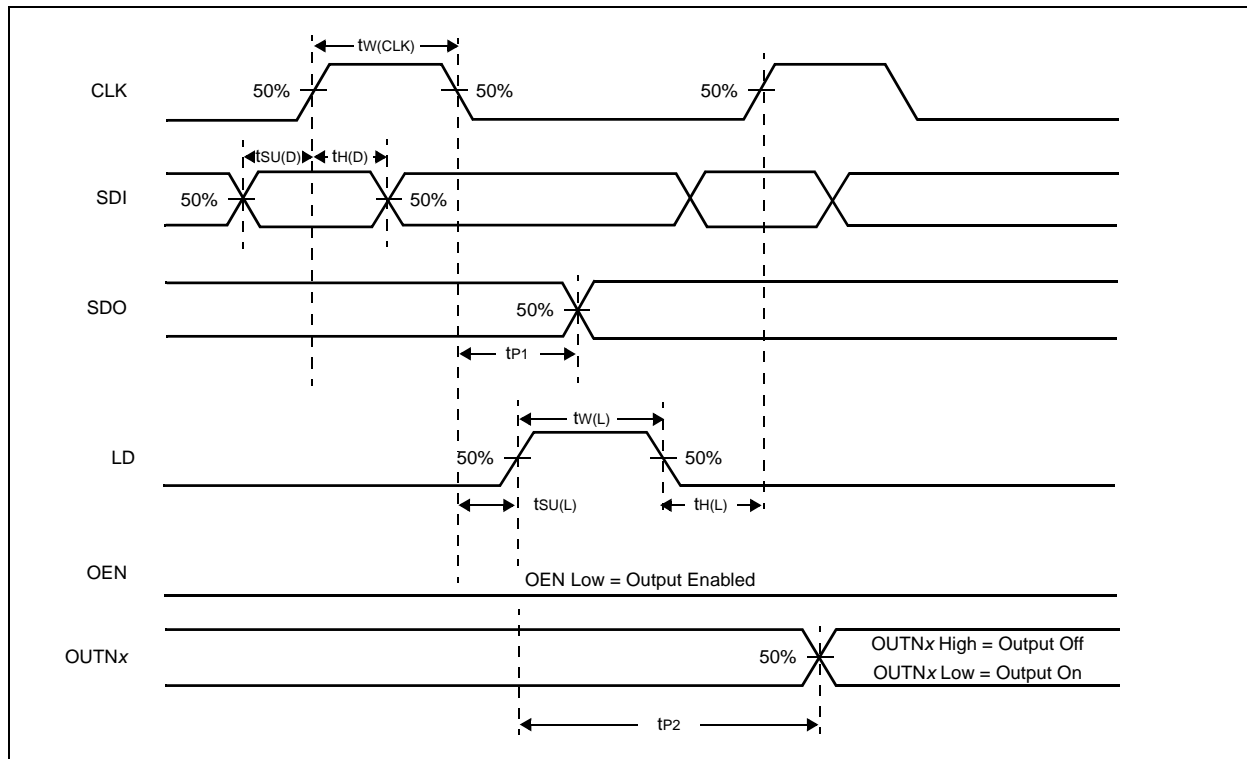 tW(CLK)
CLK
50%
50%
50%
tSU(D)
tH(D)
SDI
50%
50%
SDO
50%
tP1
tW(L)
LD
50%
50%
tSU(L)
tH(L)
OEN
OEN Low = Output Enabled
OUTNx
50%
OUTNx High = Output Off
OUTNx Low = Output On
tP2